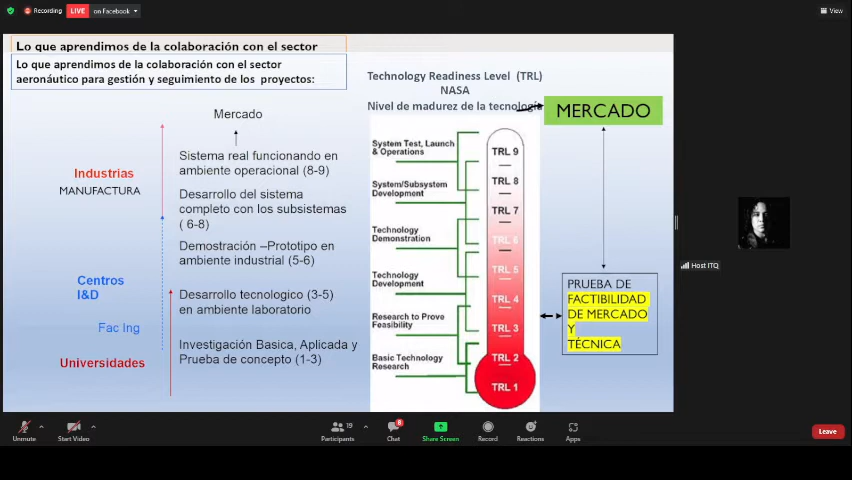 Recording
LIVE
on Facebook
View
Lo que aprendimos de la colaboración con el sector
Lo que aprendimos de la colaboración con el sector
aeronáutico para gestión y seguimiento de los proyectos:
Technology Readiness Level (TRL)
NASA
Nivel de madurez de la tecnología
MERCADO
Mercado
Industrias
MANUFACTURA
Centros
I&D
Fac Ing
Universidades
Sistema real funcionando en
ambiente operacional (8-9)
Desarrollo del sistema
completo con los subsistemas
( 6-8)
Demostración –Prototipo en
ambiente industrial (5-6)
Desarrollo tecnologico (3-5)
en ambiente laboratorio
Investigación Basica, Aplicada y
Prueba de concepto (1-3)
System Test, Launch
& Operations
System/Subsystem
Development
Technology
Demonstration
Technology
Development
Research to Prove
Feasibility
Basic Technology
Research
TRL 9
TRL 8
TRL 7
TRL 6
TRL 5
TRL 4
TRL 3
TRL 2
TRL 1
PRUEBA DE
FACTIBILIDAD
DE MERCADO
Y
TÉCNICA
Host ITQ
Unmute
Start Video
19
Participants
8
Chat
Share Screen
Record
Reactions
Apps
Leave